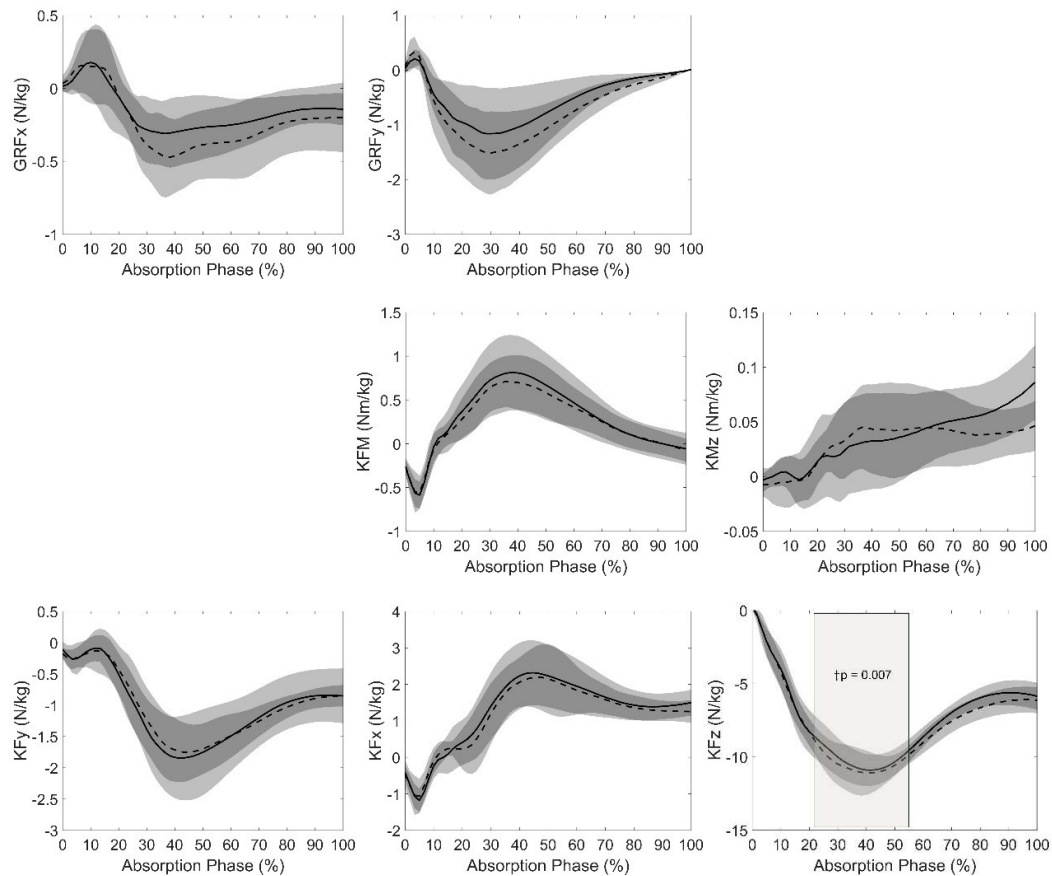 0.5
0
-0.5
-1
GRFx (N/kg)
0 10 20 30 40 50 60 70 80 90 100
Absorption Phase (%)
1
0
-1
-2
-3
GRFy (N/kg)
0 10 20 30 40 50 60 70 80 90 100
Absorption Phase (%)
1.5
1
0.5
0
-0.5
-1
KFM (Nm/kg)
0 10 20 30 40 50 60 70 80 90 100
Absorption Phase (%)
0.15
0.1
0.05
0
-0.05
KMz (Nm/kg)
0 10 20 30 40 50 60 70 80 90 100
Absorption Phase (%)
0.5
0
-0.5
-1
-1.5
-2
-2.5
-3
KFy (N/kg)
0 10 20 30 40 50 60 70 80 90 100
Absorption Phase (%)
4
3
2
1
0
-1
-2
KFx (N/kg)
0 10 20 30 40 50 60 70 80 90 100
Absorption Phase (%)
0
-5
-10
-15
KFz (N/kg)
†p = 0.007
0 10 20 30 40 50 60 70 80 90 100
Absorption Phase (%)